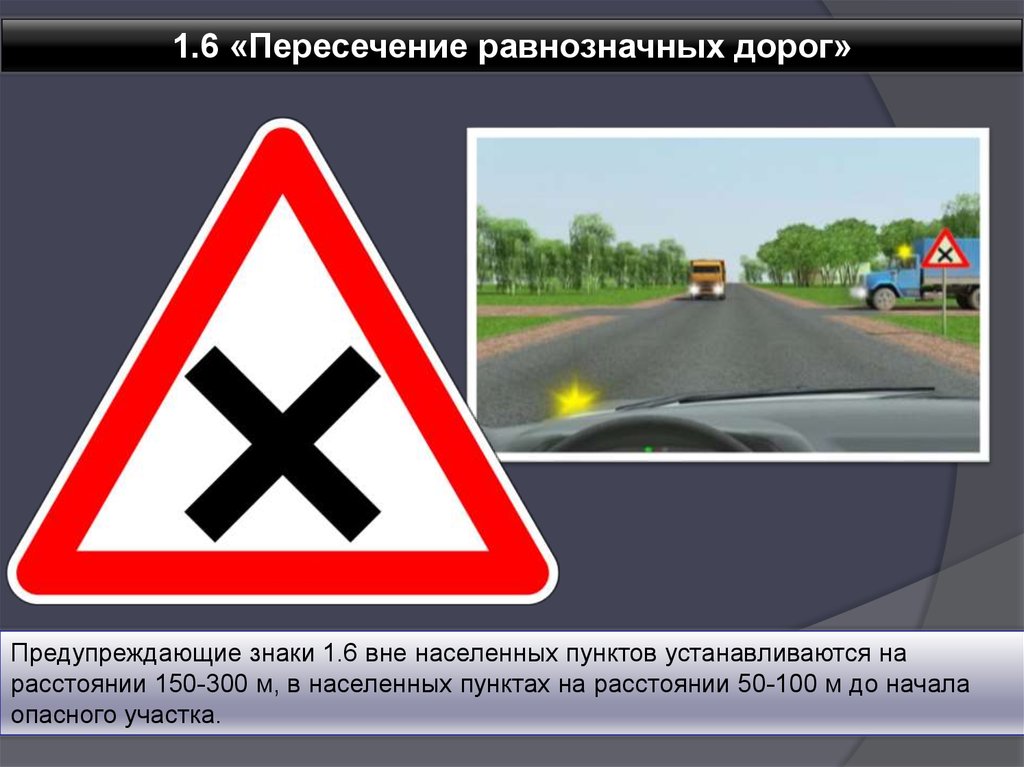 1.6 «Пересечение равнозначных дорог»
Предупреждающие знаки 1.6 вне населенных пунктов устанавливаются на
расстоянии 150-300 м, в населенных пунктах на расстоянии 50-100 м до начала
опасного участка.